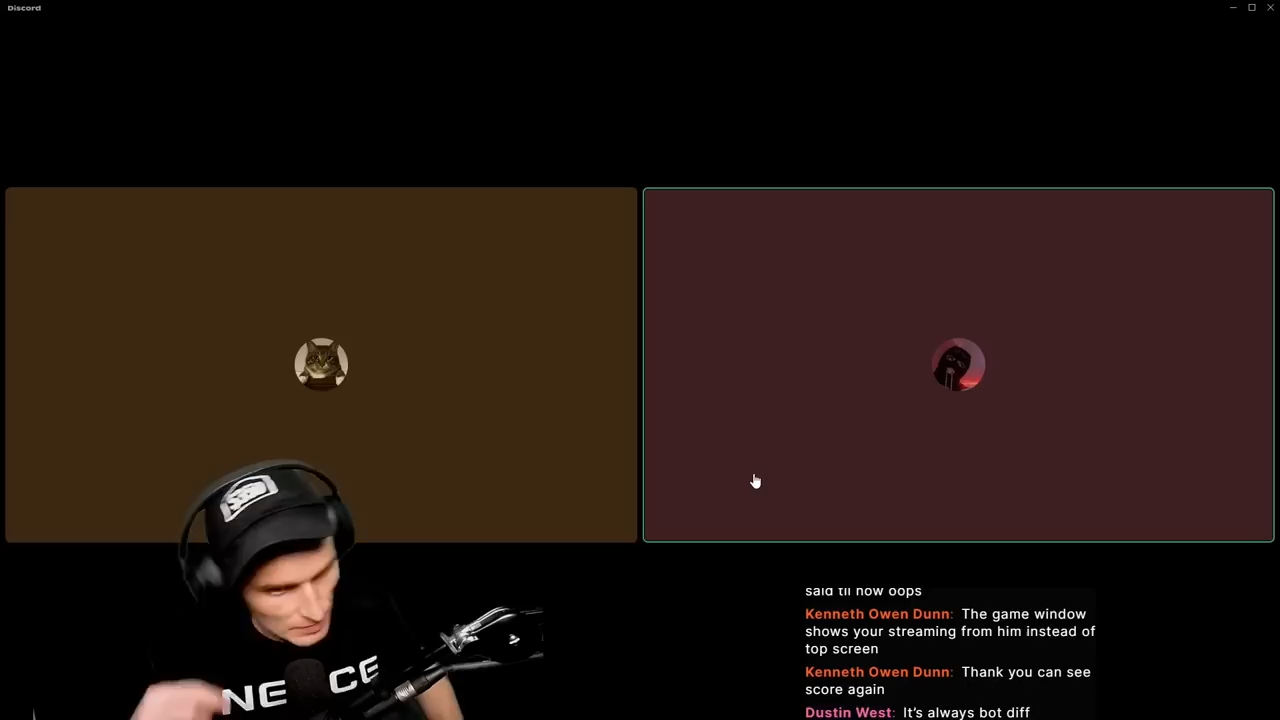 Discord
said til now oops
Kenneth Owen Dunn: The game window
shows your streaming from him instead of
top screen
Kenneth Owen Dunn: Thank you can see
score again
Dustin West: It's always bot diff